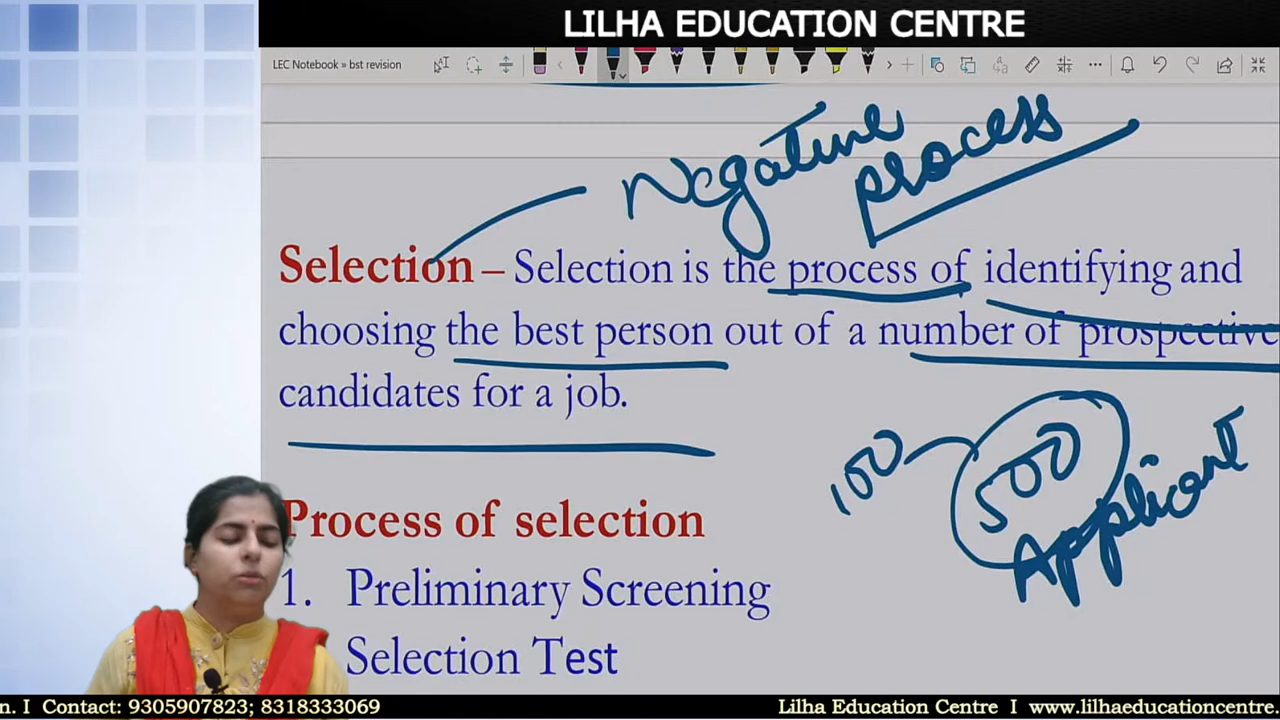 LILHA EDUCATION CENTRE
LEC Notebook » bst revision
Negative
process
Selection – Selection is the process of identifying and
choosing the best person out of a number of prospective
candidates for a job.
100
500
Applicant
Process of selection
1. Preliminary Screening
Selection Test
n. I Contact: 9305907823; 8318333069
Lilha Education Centre I www.lilhaeducationcentre.